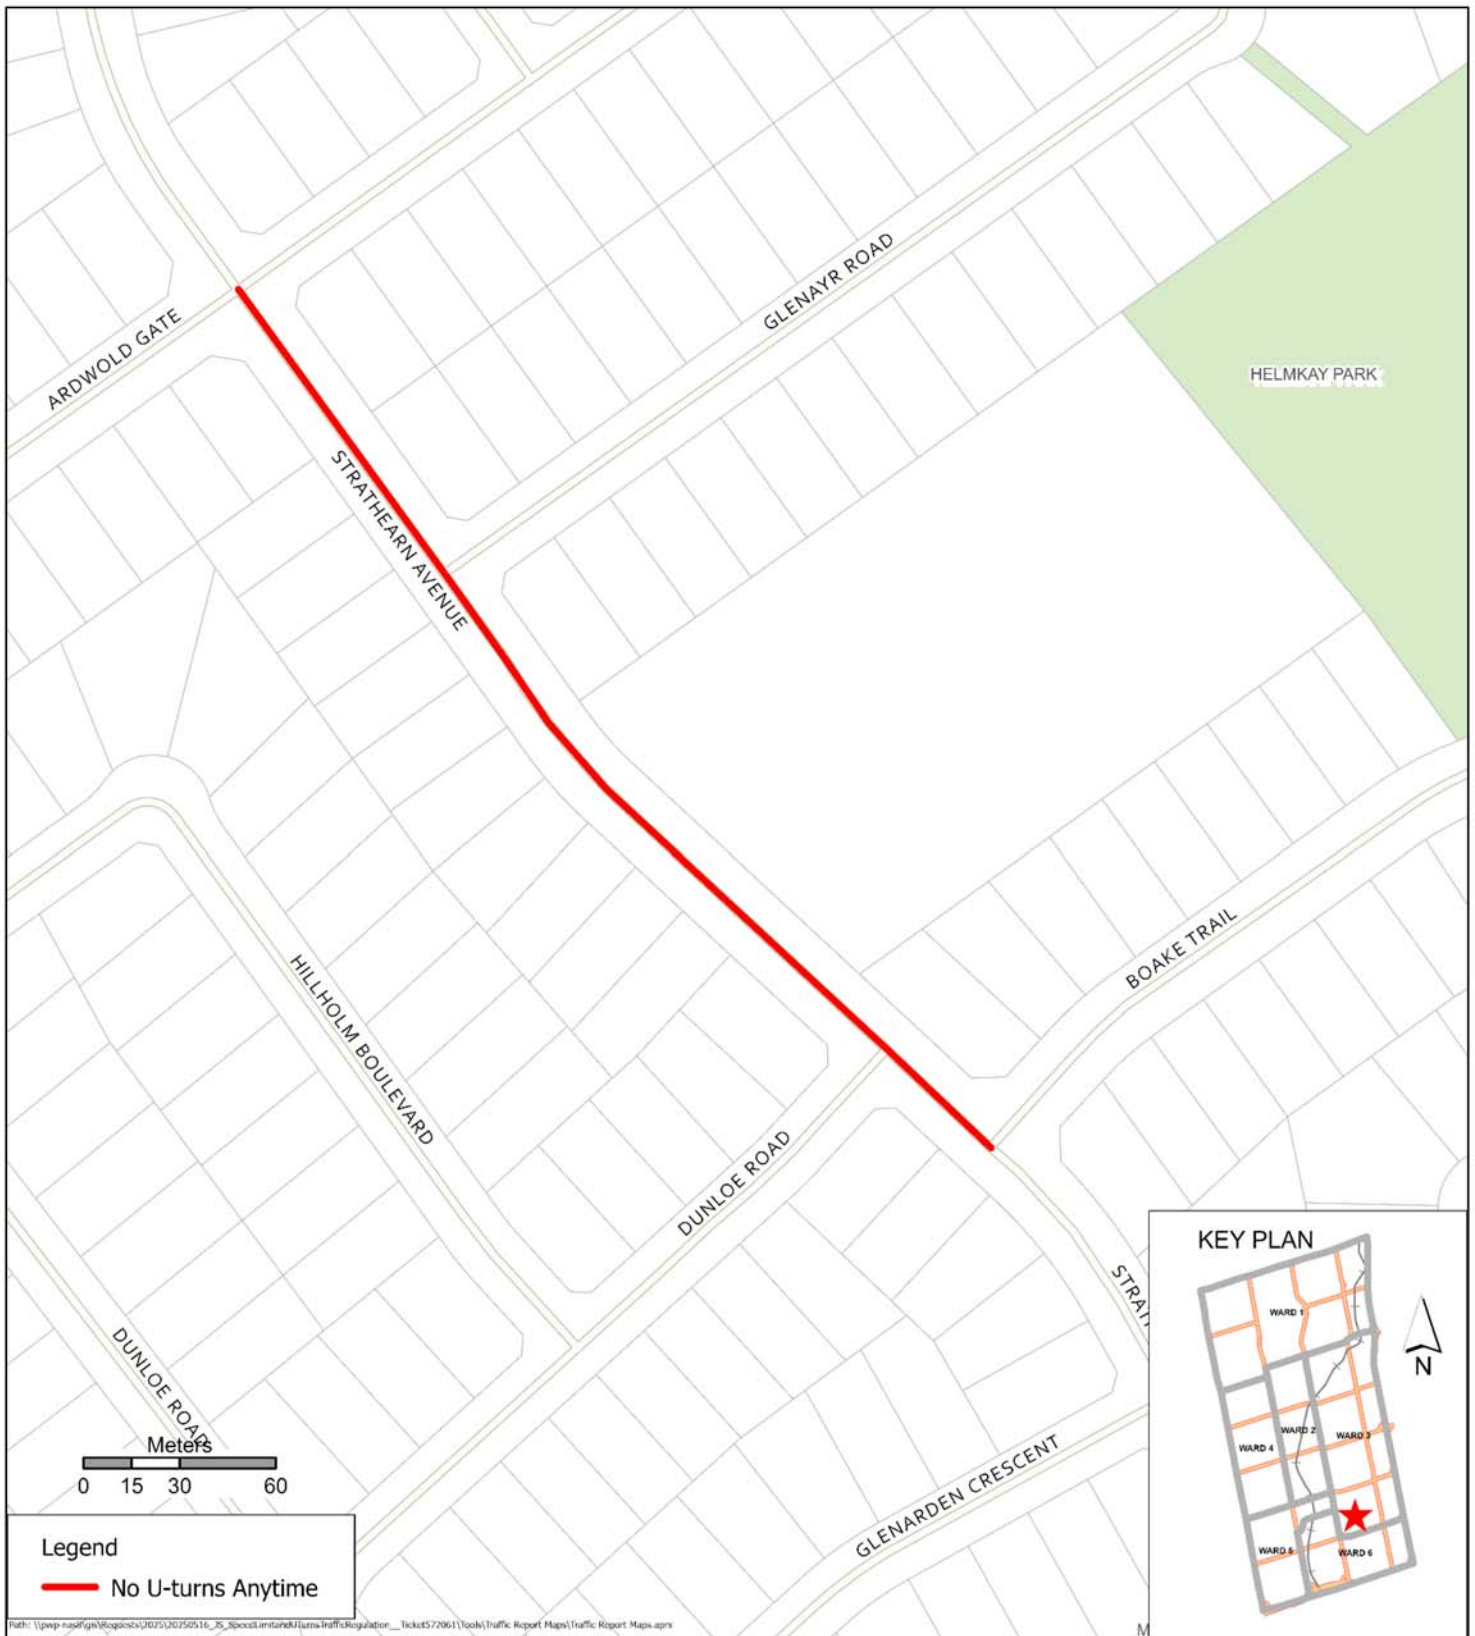 GLENAYR ROAD
ARDWOLD GATE
HELMKAY PARK
STRATHEARN AVENUE
BOAKE TRAIL
HILLHOLM BOULEVARD
DUNLOE ROAD
STRAT
DUNLOE ROAD
GLENARDEN CRESCENT
Meters
0 15 30 60
Legend
No U-turns Anytime
KEY PLAN
WARD 1
N
WARD 2
WARD 3
WARD 4
WARD 5
WARD 6
M